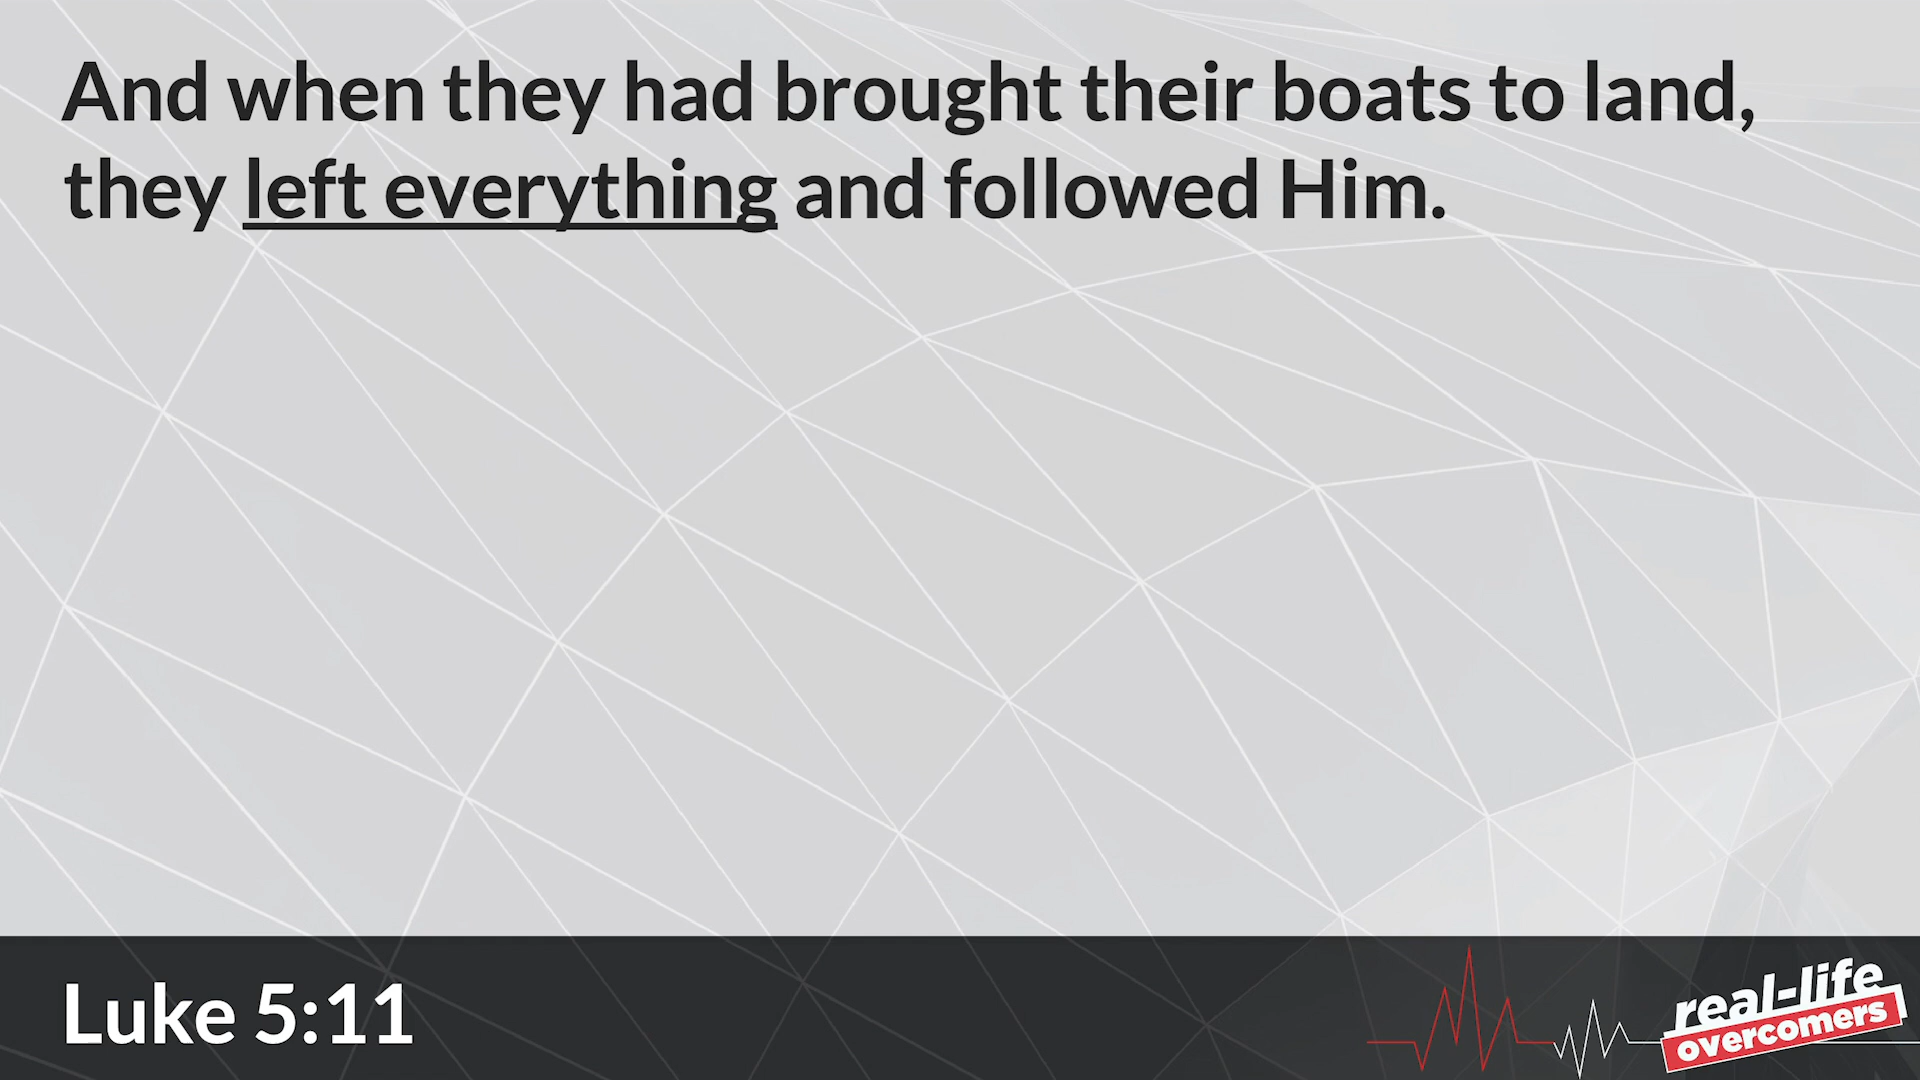 And when they had brought their boats to land,
they left everything and followed Him.
Luke 5:11
real-life
overcomers